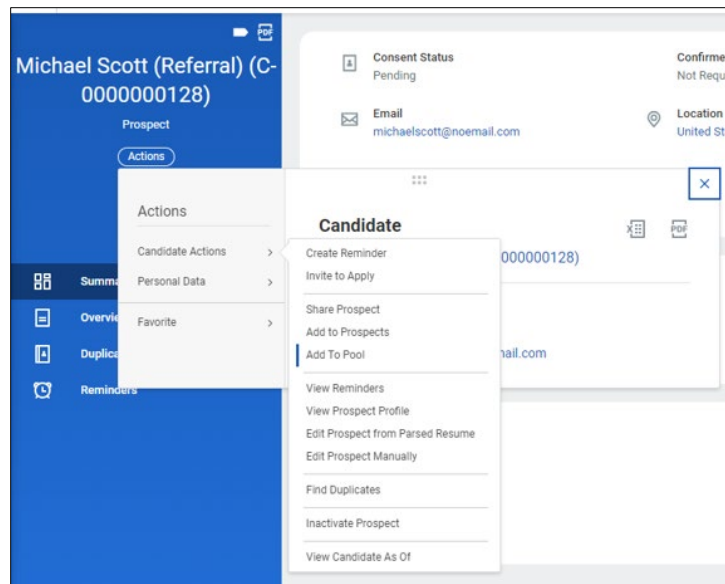 PDF
Michael Scott (Referral) (C-
0000000128)
Prospect
Actions
Consent Status
Pending
Confirme
Not Requ
Email
michaelscott@noemail.com
Location
United St
Actions
Candidate Actions
Personal Data
Favorite
Candidate
X
PDF
000000128)
ail.com
Create Reminder
Invite to Apply
Share Prospect
Add to Prospects
Add To Pool
View Reminders
View Prospect Profile
Edit Prospect from Parsed Resume
Edit Prospect Manually
Find Duplicates
Inactivate Prospect
View Candidate As Of
Summa
Overvie
Duplica
Reminders